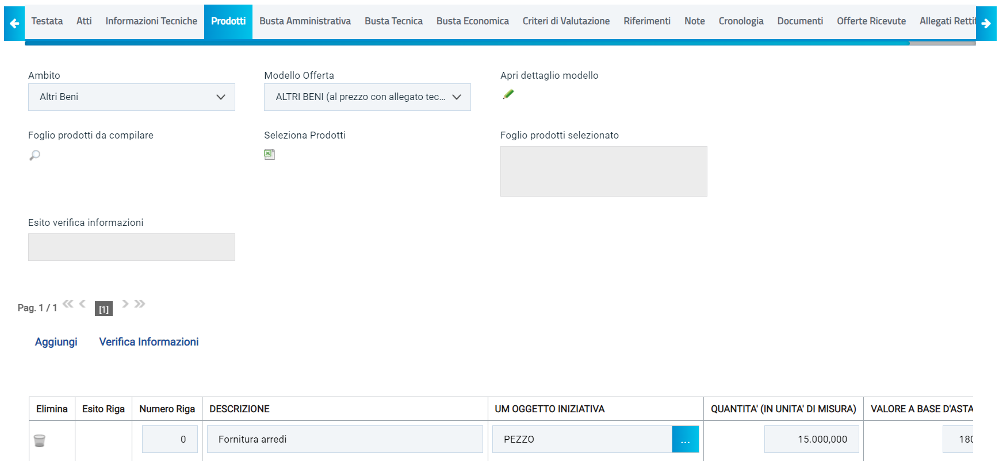 Testata Atti Informazioni Tecniche Prodotti Busta Amministrativa Busta Tecnica Busta Economica Criteri di Valutazione Riferimenti Note Cronologia Documenti Offerte Ricevute Allegati Rettif
Ambito Modello Offerta Apri dettaglio modello
Altri Beni ALTRI BENI (al prezzo con allegato tec...
Foglio prodotti da compilare Seleziona Prodotti Foglio prodotti selezionato
Esito verifica informazioni
Pag. 1 / 1 [1]
Aggiungi Verifica Informazioni
Elimina Esito Riga Numero Riga DESCRIZIONE UM OGGETTO INIZIATIVA QUANTITA' (IN UNITA' DI MISURA) VALORE A BASE D'ASTA
0 Fornitura arredi PEZZO ... 15.000,000 180